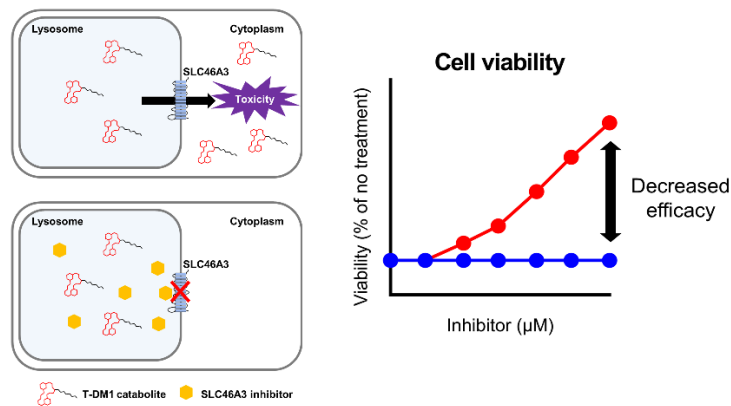 Lysosome
Cytoplasm
SLC46A3
Toxicity
Lysosome
Cytoplasm
SLC46A3
T-DM1 catabolite
SLC46A3 inhibitor
Cell viability
Viability (% of no treatment)
Decreased
efficacy
Inhibitor (μM)